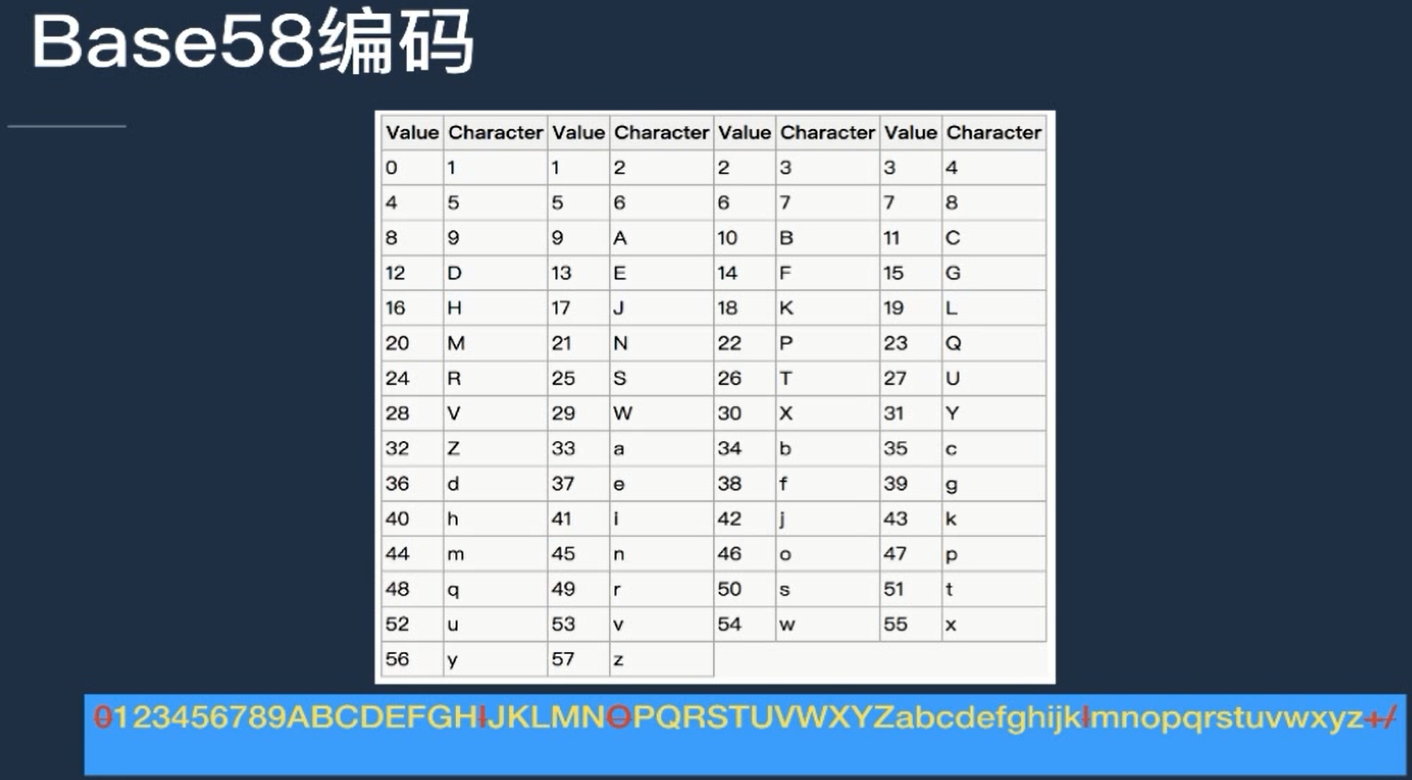 Base58编码
Value Character Value Character Value Character Value Character
0 1 1 2 2 3 3 4
4 5 5 6 6 7 7 8
8 9 9 A 10 B 11 C
12 D 13 E 14 F 15 G
16 H 17 J 18 K 19 L
20 M 21 N 22 P 23 Q
24 R 25 S 26 T 27 U
28 V 29 W 30 X 31 Y
32 Z 33 a 34 b 35 c
36 d 37 e 38 f 39 g
40 h 41 i 42 j 43 k
44 m 45 n 46 o 47 p
48 q 49 r 50 s 51 t
52 u 53 v 54 w 55 x
56 y 57 z
0123456789ABCDEFGHIJKLMNOPQRSTUVWXYZabcdefghijklmnopqrstuvwxyz+/